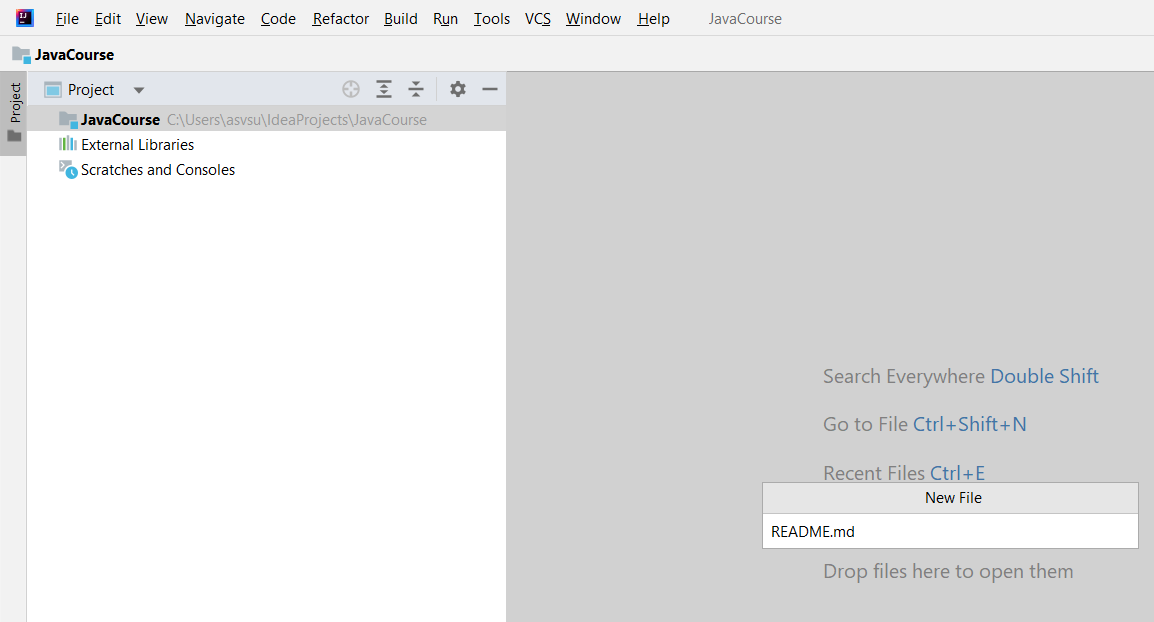 File Edit View Navigate Code Refactor Build Run Tools VCS Window Help JavaCourse
JavaCourse
Project
Project
JavaCourse C:\Users\asvsu\IdeaProjects\JavaCourse
External Libraries
Scratches and Consoles
Search Everywhere Double Shift
Go to File Ctrl+Shift+N
Recent Files Ctrl+E
New File
README.md
Drop files here to open them